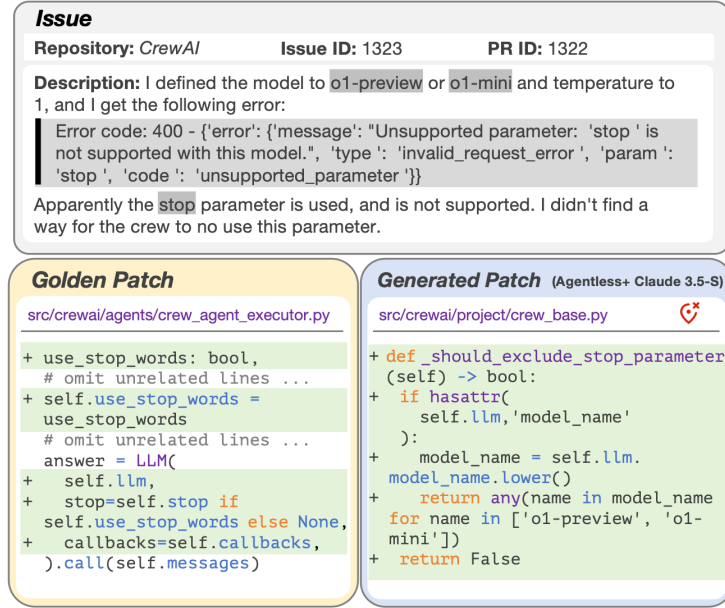 Issue
Repository: CrewAI Issue ID: 1323 PR ID: 1322
Description: I defined the model to o1-preview or o1-mini and temperature to
1, and I get the following error:
Error code: 400 - {'error': {'message': "Unsupported parameter: 'stop ' is
not supported with this model.", 'type ': 'invalid_request_error ', 'param ':
'stop ', 'code ': 'unsupported_parameter '}}
Apparently the stop parameter is used, and is not supported. I didn't find a
way for the crew to no use this parameter.
Golden Patch
src/crewai/agents/crew_agent_executor.py
+ use_stop_words: bool,
# omit unrelated lines ...
+ self.use_stop_words =
use_stop_words
# omit unrelated lines ...
answer = LLM(
+ self.llm,
+ stop=self.stop if
self.use_stop_words else None,
+ callbacks=self.callbacks,
).call(self.messages)
Generated Patch (Agentless+ Claude 3.5-S)
src/crewai/project/crew_base.py
+ def _should_exclude_stop_parameter
(self) -> bool:
+ if hasattr(
self.llm,'model_name'
):
+ model_name = self.llm.
model_name.lower()
+ return any(name in model_name
for name in ['o1-preview', 'o1-
mini'])
+ return False